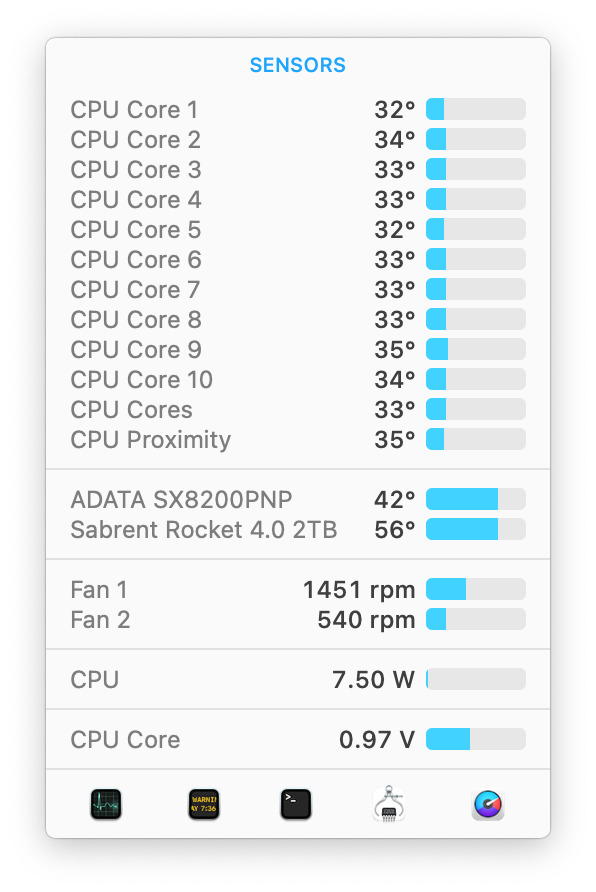 SENSORS
CPU Core 1 32°
CPU Core 2 34°
CPU Core 3 33°
CPU Core 4 33°
CPU Core 5 32°
CPU Core 6 33°
CPU Core 7 33°
CPU Core 8 33°
CPU Core 9 35°
CPU Core 10 34°
CPU Cores 33°
CPU Proximity 35°
ADATA SX8200PNP 42°
Sabrent Rocket 4.0 2TB 56°
Fan 1 1451 rpm
Fan 2 540 rpm
CPU 7.50 W
CPU Core 0.97 V
WARNI >_
AY 7:36